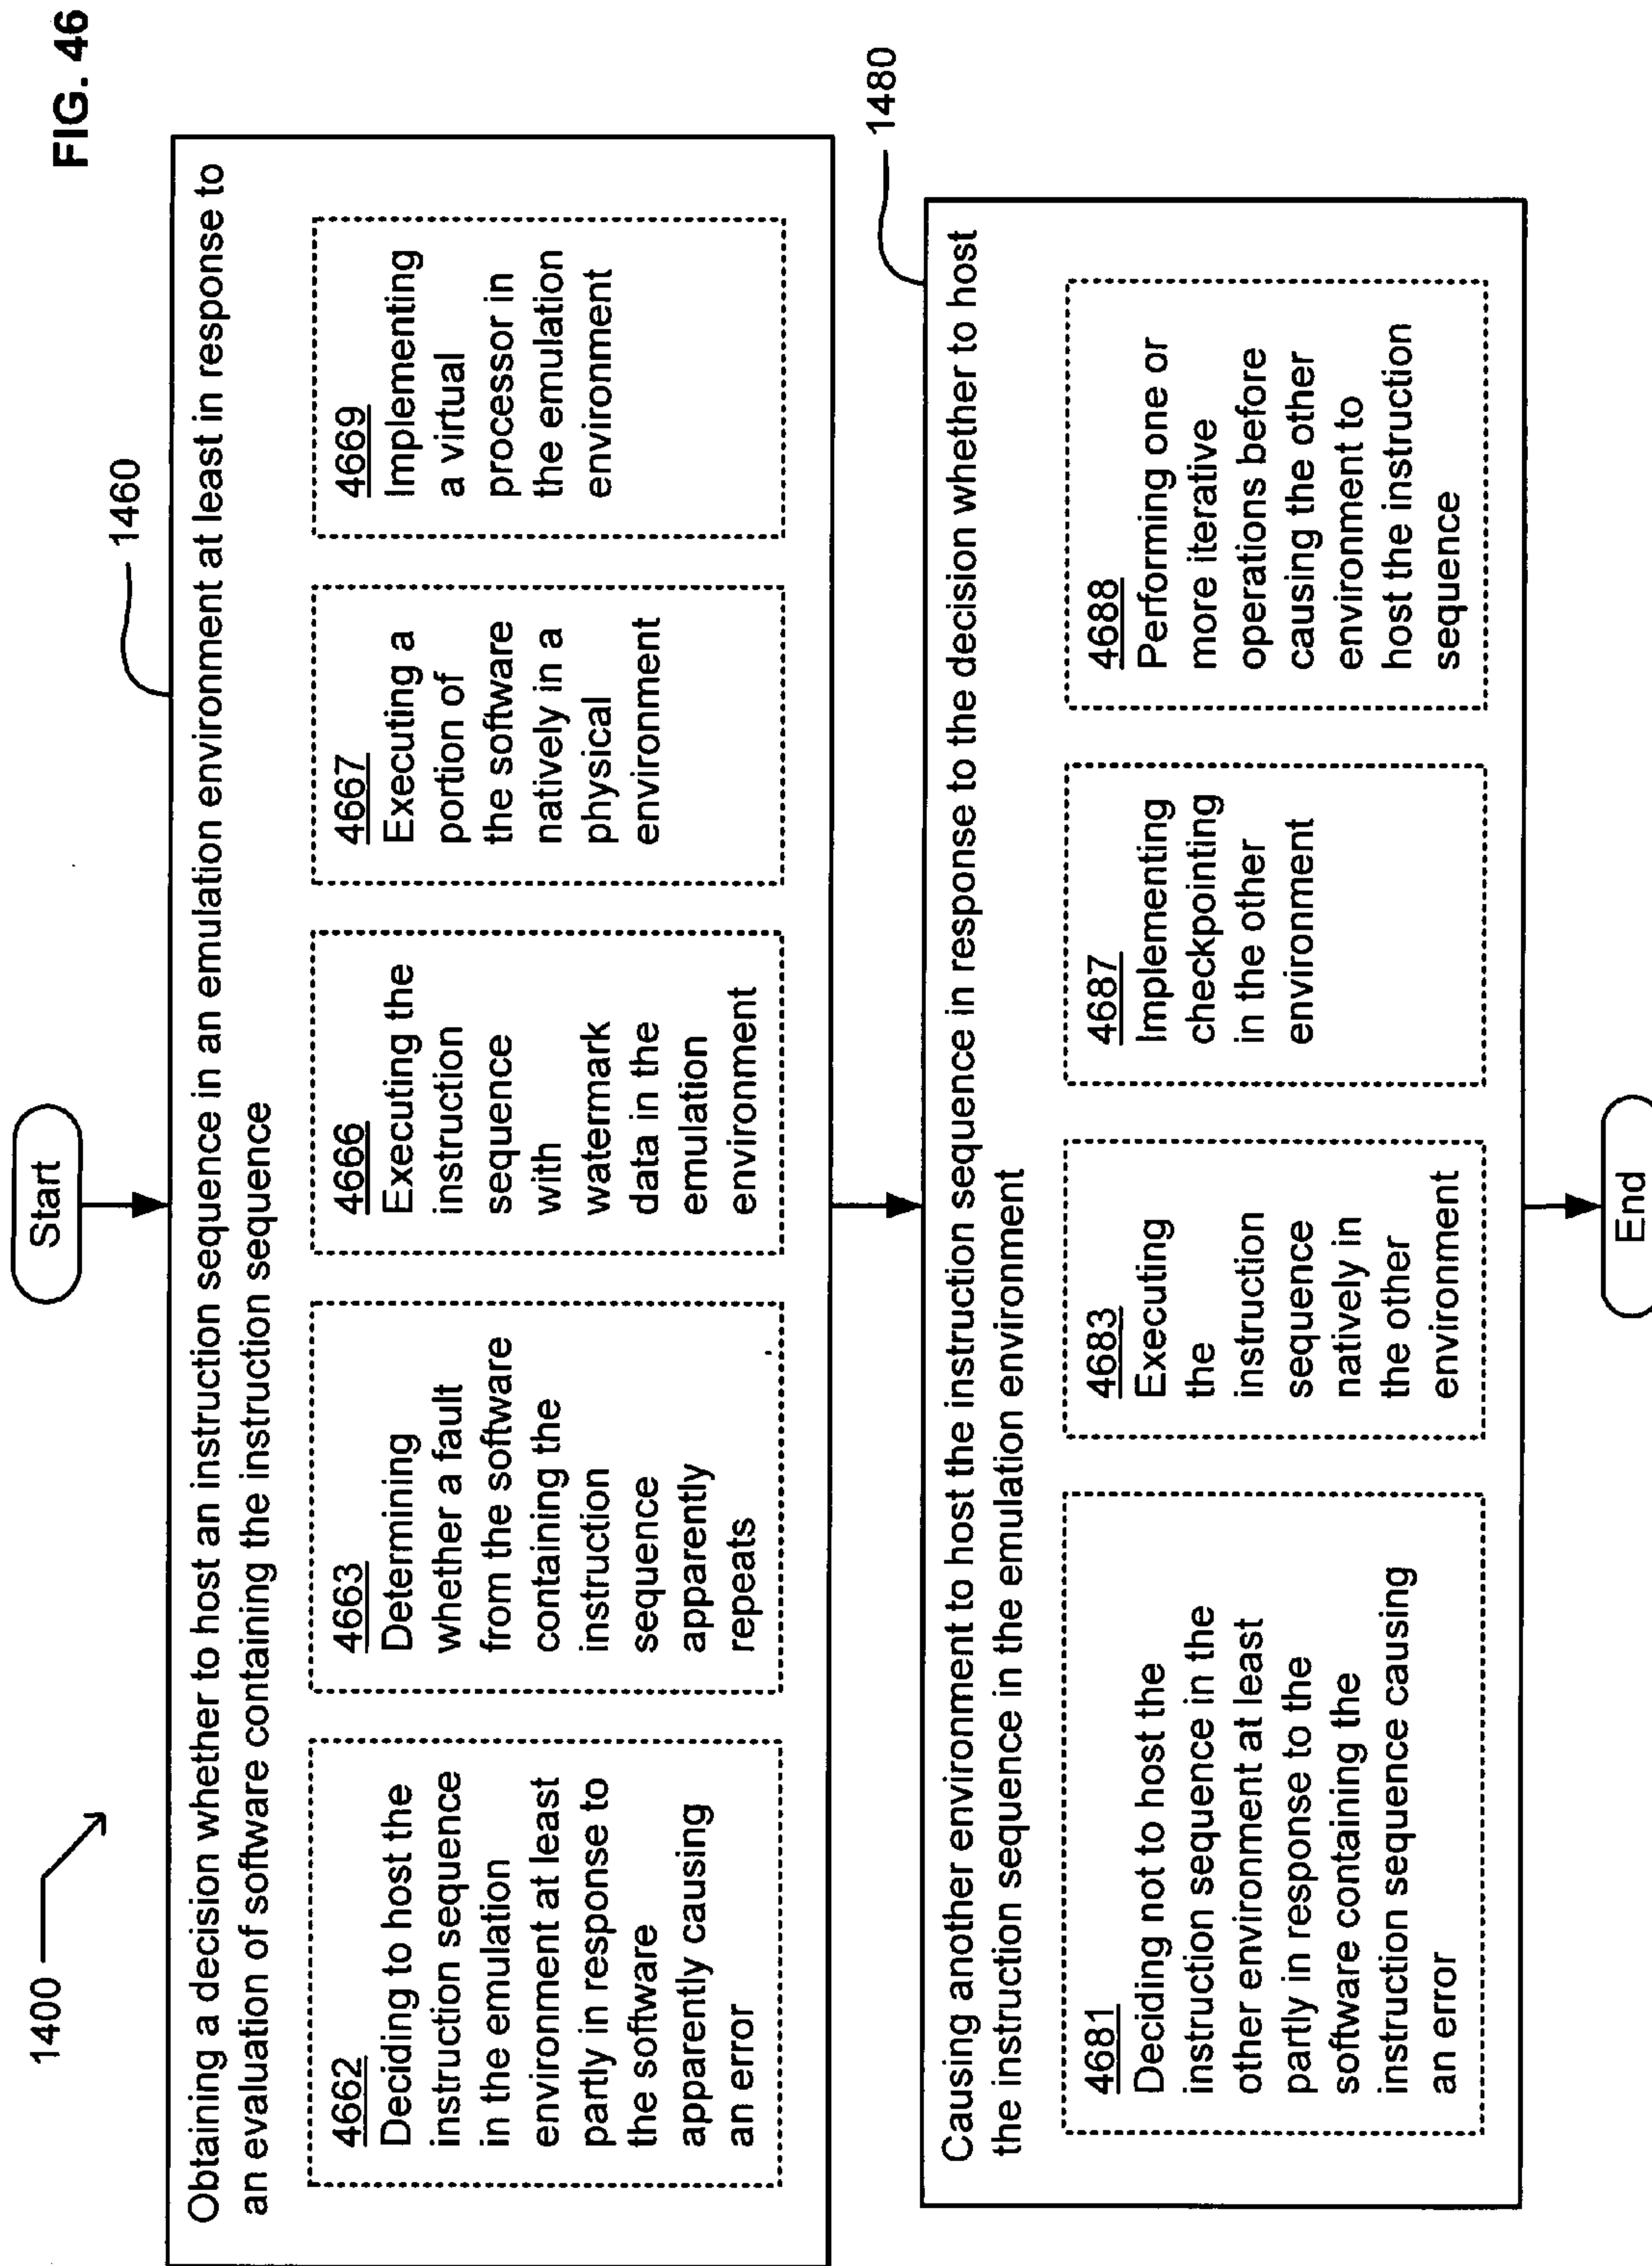 FIG. 46
1400
Start
1460
Obtaining a decision whether to host an instruction sequence in an emulation environment at least in response to
an evaluation of software containing the instruction sequence
4662
Deciding to host the
instruction sequence
in the emulation
environment at least
partly in response to
the software
apparently causing
an error
4663
Determining
whether a fault
from the software
containing the
instruction
sequence
apparently
repeats
4666
Executing the
instruction
sequence
with
watermark
data in the
emulation
environment
4667
Executing a
portion of
the software
natively in a
physical
environment
4669
Implementing
a virtual
processor in
the emulation
environment
1480
Causing another environment to host the instruction sequence in response to the decision whether to host
the instruction sequence in the emulation environment
4681
Deciding not to host the
instruction sequence in the
other environment at least
partly in response to the
software containing the
instruction sequence causing
an error
4683
Executing
the
instruction
sequence
natively in
the other
environment
4687
Implementing
checkpointing
in the other
environment
4688
Performing one or
more iterative
operations before
causing the other
environment to
host the instruction
sequence
End